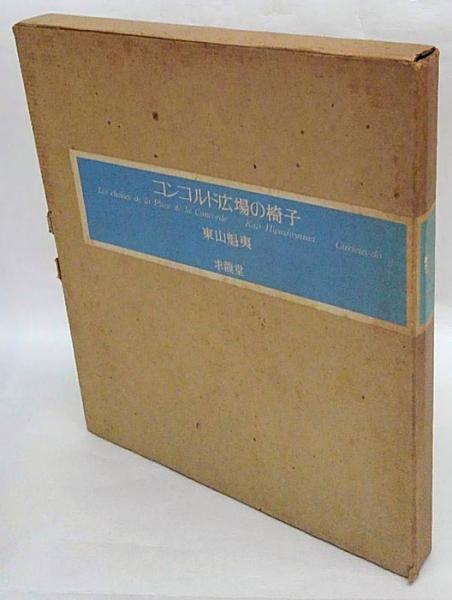 コンコルド広場の椅子
Les chaises de la Place de la Concorde Kaii Higashiyama Curieux-do
東山魁夷
求龍堂